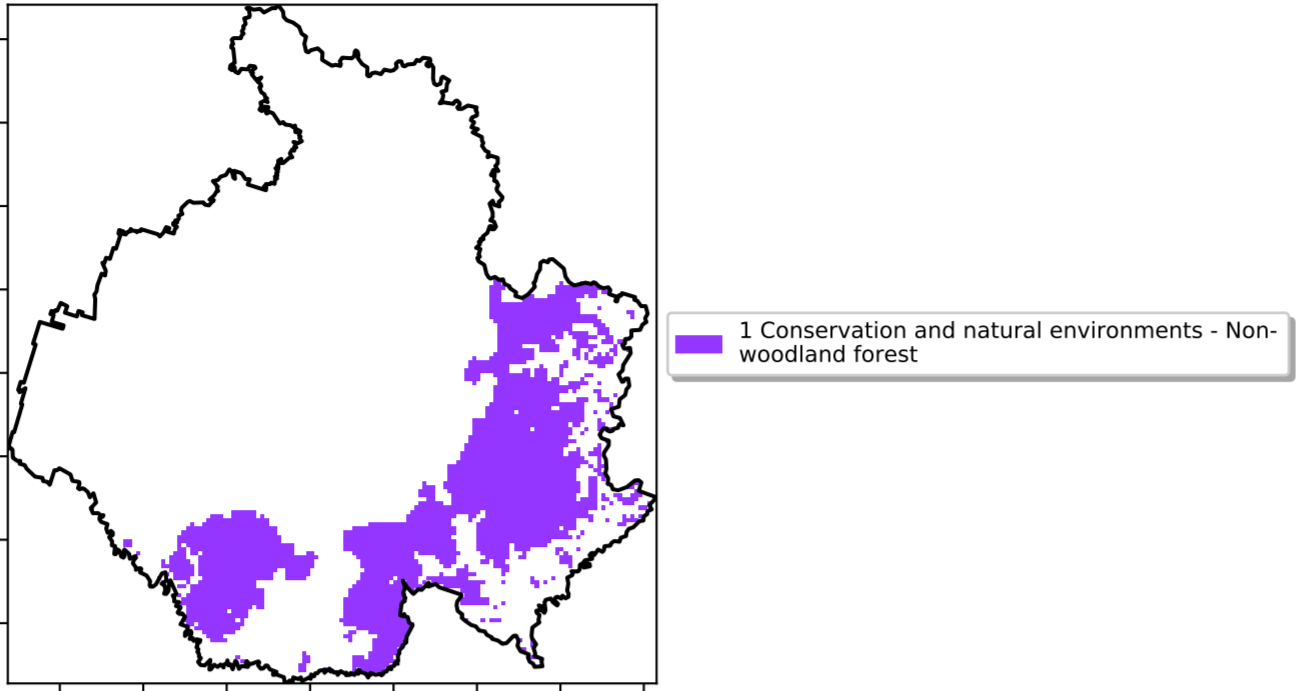 1 Conservation and natural environments - Non-
woodland forest